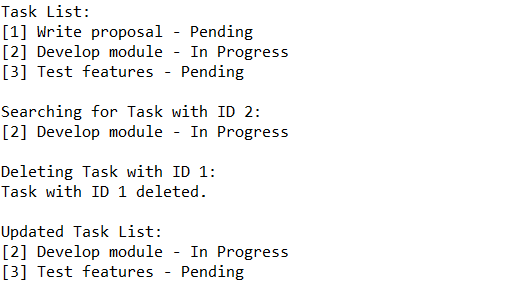 Task List:
[1] Write proposal - Pending
[2] Develop module - In Progress
[3] Test features - Pending
Searching for Task with ID 2:
[2] Develop module - In Progress
Deleting Task with ID 1:
Task with ID 1 deleted.
Updated Task List:
[2] Develop module - In Progress
[3] Test features - Pending